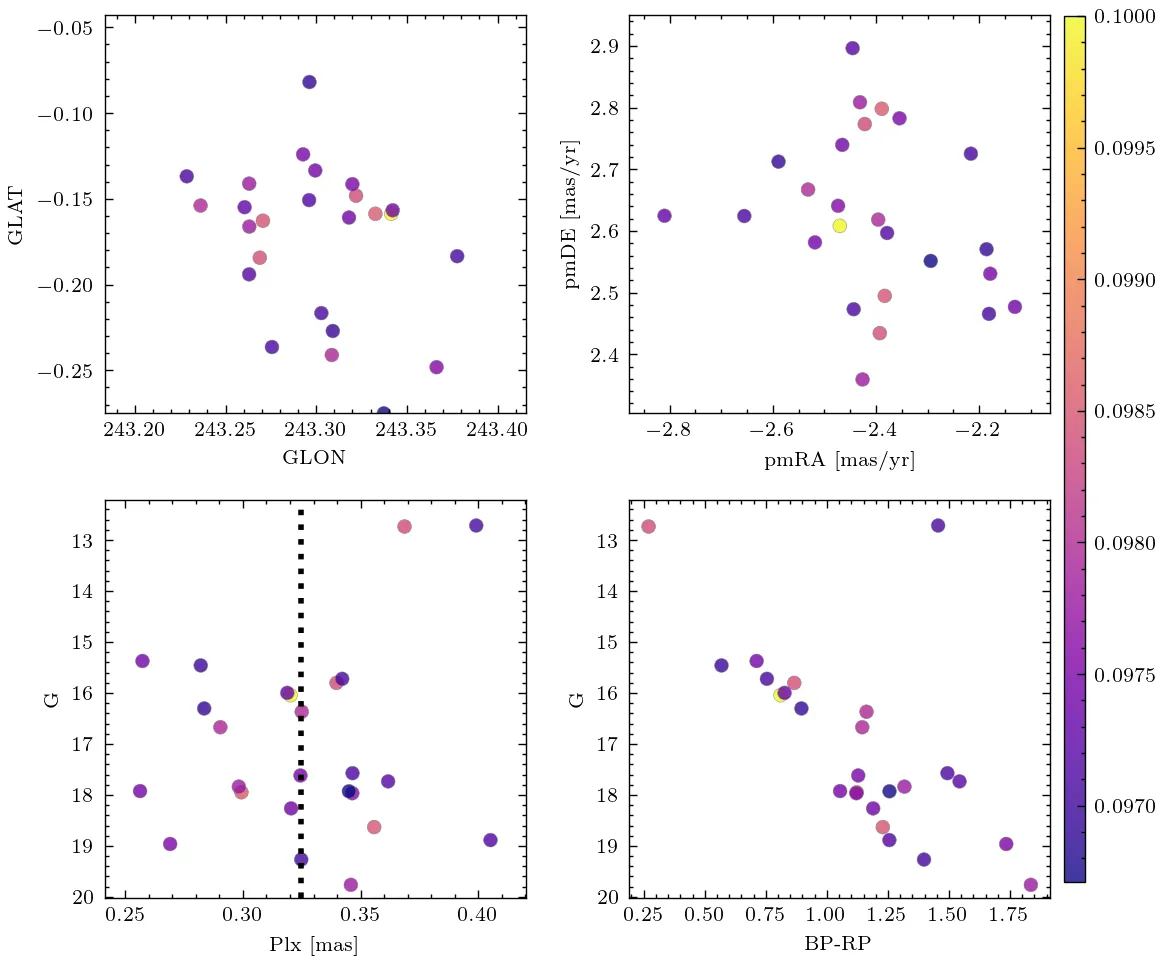 −0.05
−0.10
−0.15
−0.20
−0.25
GLAT
243.20 243.25 243.30 243.35 243.40
GLON
2.9
2.8
2.7
2.6
2.5
2.4
pmDE [mas/yr]
−2.8 −2.6 −2.4 −2.2
pmRA [mas/yr]
0.1000
0.0995
0.0990
0.0985
0.0980
0.0975
0.0970
13
14
15
16
17
18
19
20
G
0.25 0.30 0.35 0.40
Plx [mas]
13
14
15
16
17
18
19
20
G
0.25 0.50 0.75 1.00 1.25 1.50 1.75
BP-RP